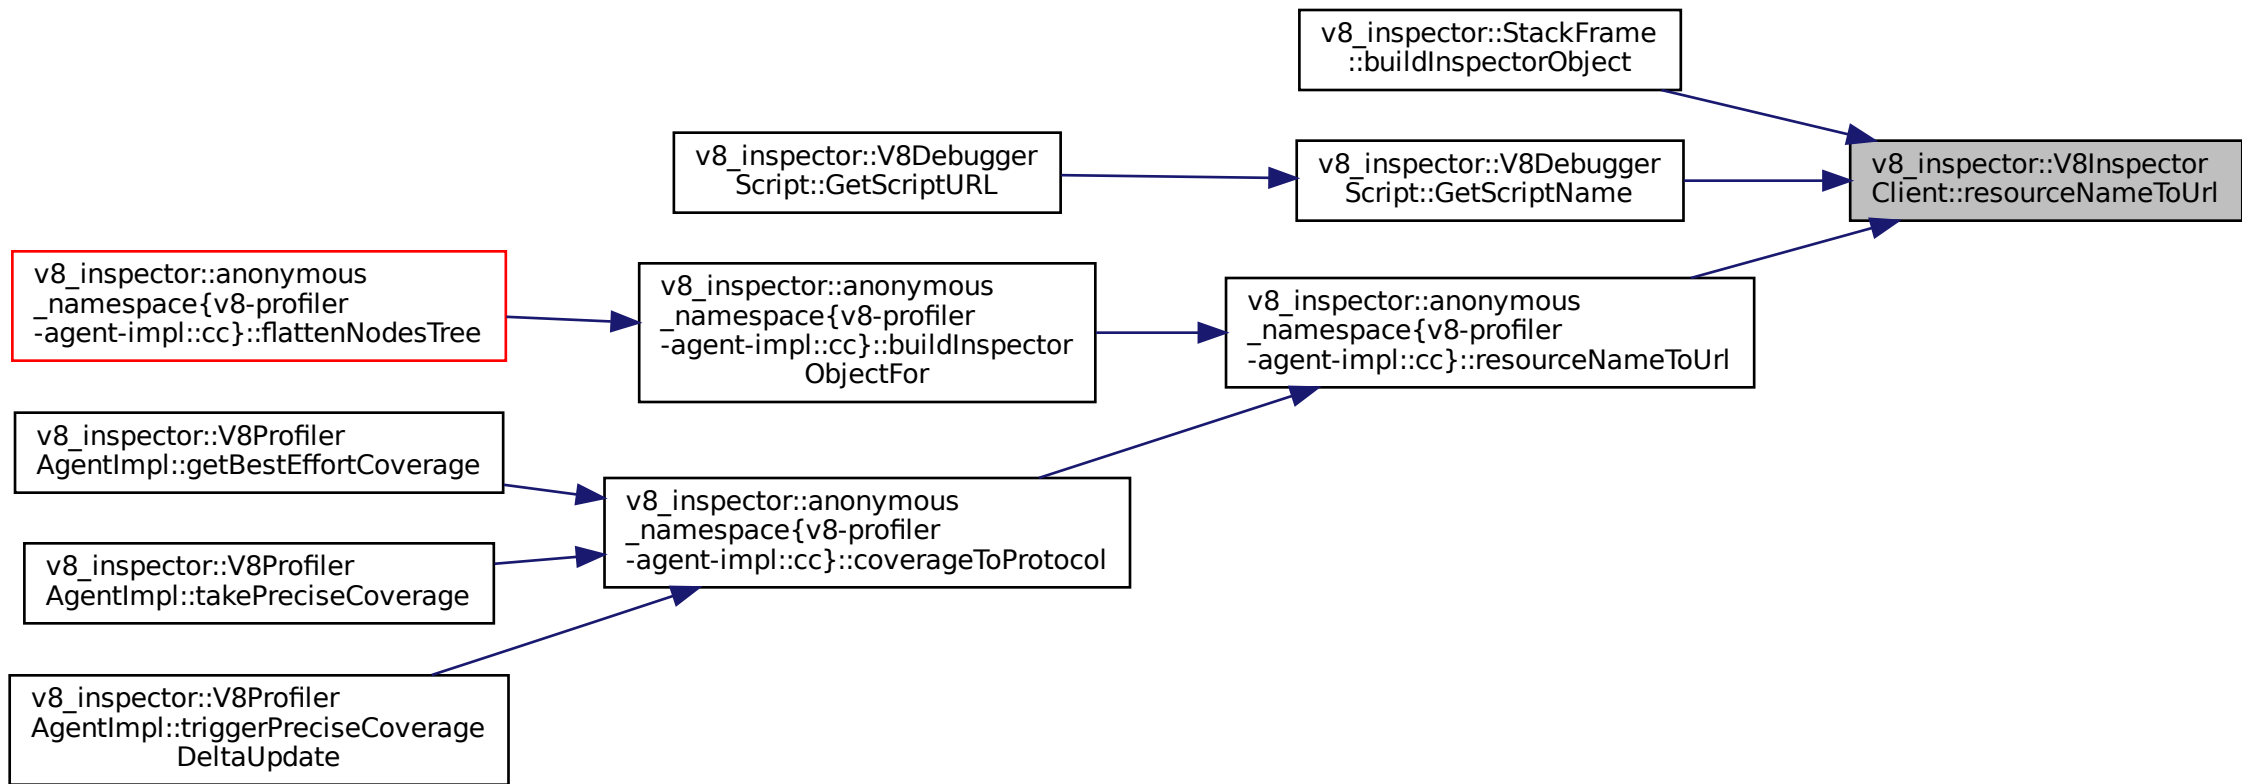 v8_inspector::StackFrame
::buildInspectorObject
v8_inspector::V8Debugger
Script::GetScriptURL
v8_inspector::V8Debugger
Script::GetScriptName
v8_inspector::V8Inspector
Client::resourceNameToUrl
v8_inspector::anonymous
_namespace{v8-profiler
-agent-impl::cc}::flattenNodesTree
v8_inspector::anonymous
_namespace{v8-profiler
-agent-impl::cc}::buildInspector
ObjectFor
v8_inspector::anonymous
_namespace{v8-profiler
-agent-impl::cc}::resourceNameToUrl
v8_inspector::V8Profiler
AgentImpl::getBestEffortCoverage
v8_inspector::anonymous
_namespace{v8-profiler
-agent-impl::cc}::coverageToProtocol
v8_inspector::V8Profiler
AgentImpl::takePreciseCoverage
v8_inspector::V8Profiler
AgentImpl::triggerPreciseCoverage
DeltaUpdate